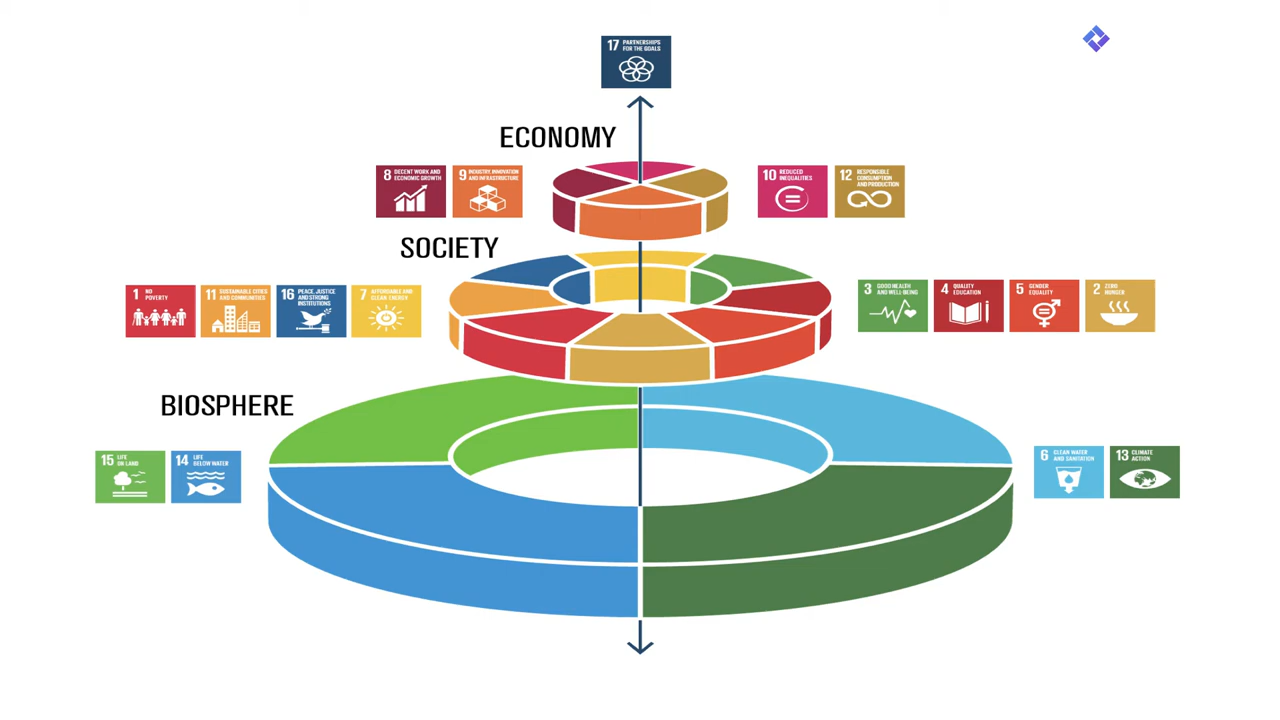 17 PARTNERSHIPS
FOR THE GOALS
ECONOMY
8 DECENT WORK AND
ECONOMIC GROWTH
9 INDUSTRY, INNOVATION
AND INFRASTRUCTURE
10 REDUCED
INEQUALITIES
12 RESPONSIBLE
CONSUMPTION
AND PRODUCTION
SOCIETY
1 NO
POVERTY
11 SUSTAINABLE CITIES
AND COMMUNITIES
16 PEACE, JUSTICE
AND STRONG
INSTITUTIONS
7 AFFORDABLE AND
CLEAN ENERGY
3 GOOD HEALTH
AND WELL-BEING
4 QUALITY
EDUCATION
5 GENDER
EQUALITY
2 ZERO
HUNGER
BIOSPHERE
15 LIFE
ON LAND
14 LIFE
BELOW WATER
6 CLEAN WATER
AND SANITATION
13 CLIMATE
ACTION